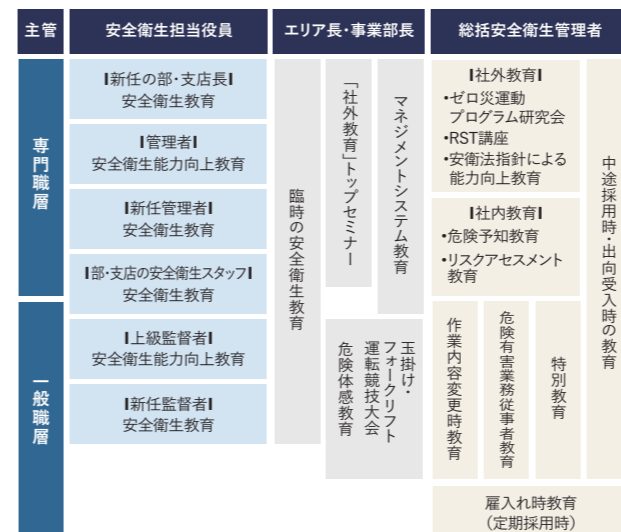 主管
安全衛生担当役員
エリア長・事業部長
総括安全衛生管理者
専門職層
一般職層
Ⅰ新任の部・支店長Ⅰ
安全衛生教育
Ⅰ管理者Ⅰ
安全衛生能力向上教育
Ⅰ新任管理者Ⅰ
安全衛生教育
Ⅰ部・支店の安全衛生スタッフⅠ
安全衛生教育
Ⅰ上級監督者Ⅰ
安全衛生能力向上教育
Ⅰ新任監督者Ⅰ
安全衛生教育
臨時の安全衛生教育
「社外教育」トップセミナー
マネジメントシステム教育
玉掛け・
フォークリフト
運転競技大会
危険体感教育
Ⅰ社外教育Ⅰ
・ゼロ災運動
プログラム研究会
・RST講座
・安衛法指針による
能力向上教育
Ⅰ社内教育Ⅰ
・危険予知教育
・リスクアセスメント
教育
作業内容変更時教育
危険有害業務従事者教育
特別教育
中途採用時・出向受入時の教育
雇入れ時教育
(定期採用時)